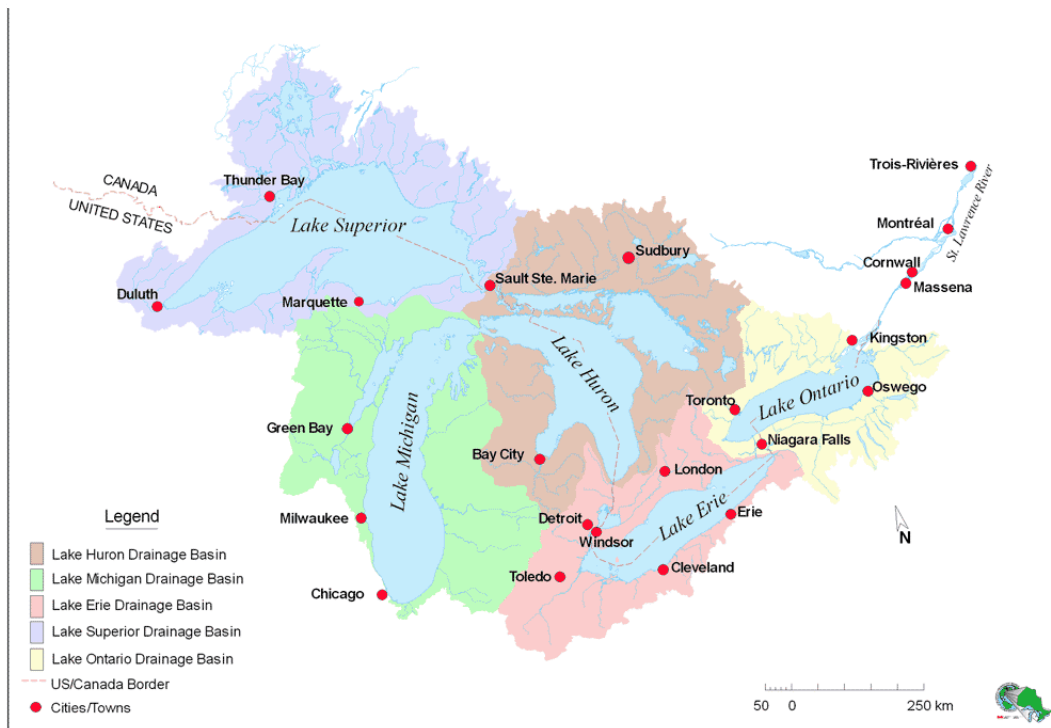 Trois-Rivières
St. Lawrence River
Thunder Bay
CANADA
UNITED STATES
Lake Superior
Montréal
Sudbury
Cornwall
Sault Ste. Marie
Massena
Duluth
Marquette
Kingston
Lake Huron
Lake Ontario
Oswego
Toronto
Lake Michigan
Green Bay
Niagara Falls
Bay City
London
Lake Erie
Erie
Milwaukee
Detroit
Windsor
Toledo
Cleveland
Chicago
N
Legend
Lake Huron Drainage Basin
Lake Michigan Drainage Basin
Lake Erie Drainage Basin
Lake Superior Drainage Basin
Lake Ontario Drainage Basin
US/Canada Border
Cities/Towns
50 0 250 km